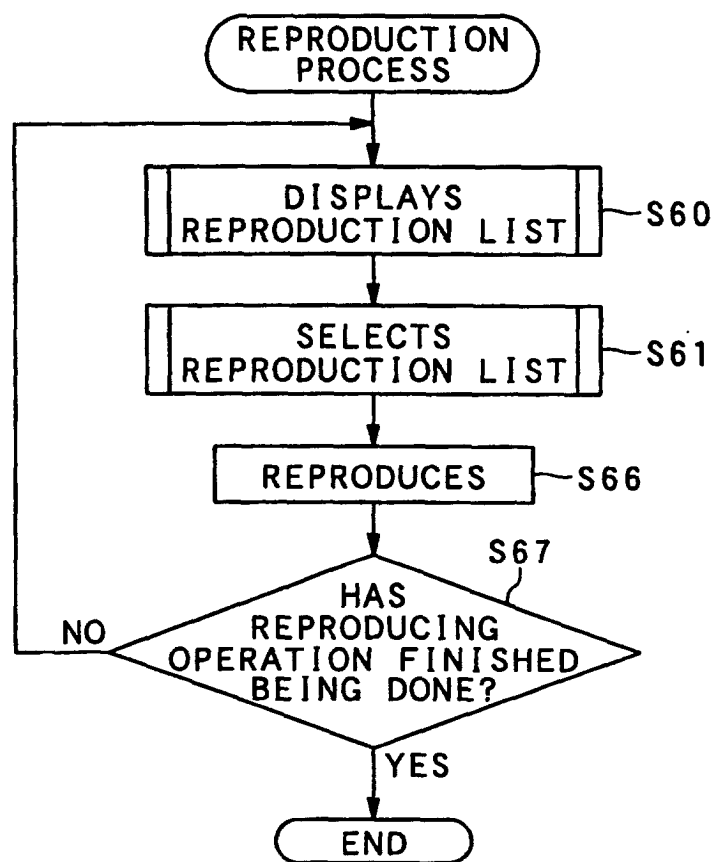 REPRODUCTION
PROCESS
DISPLAYS
REPRODUCTION LIST
S60
SELECTS
REPRODUCTION LIST
S61
REPRODUCES
S66
S67
HAS
REPRODUCING
OPERATION FINISHED
BEING DONE?
NO
YES
END